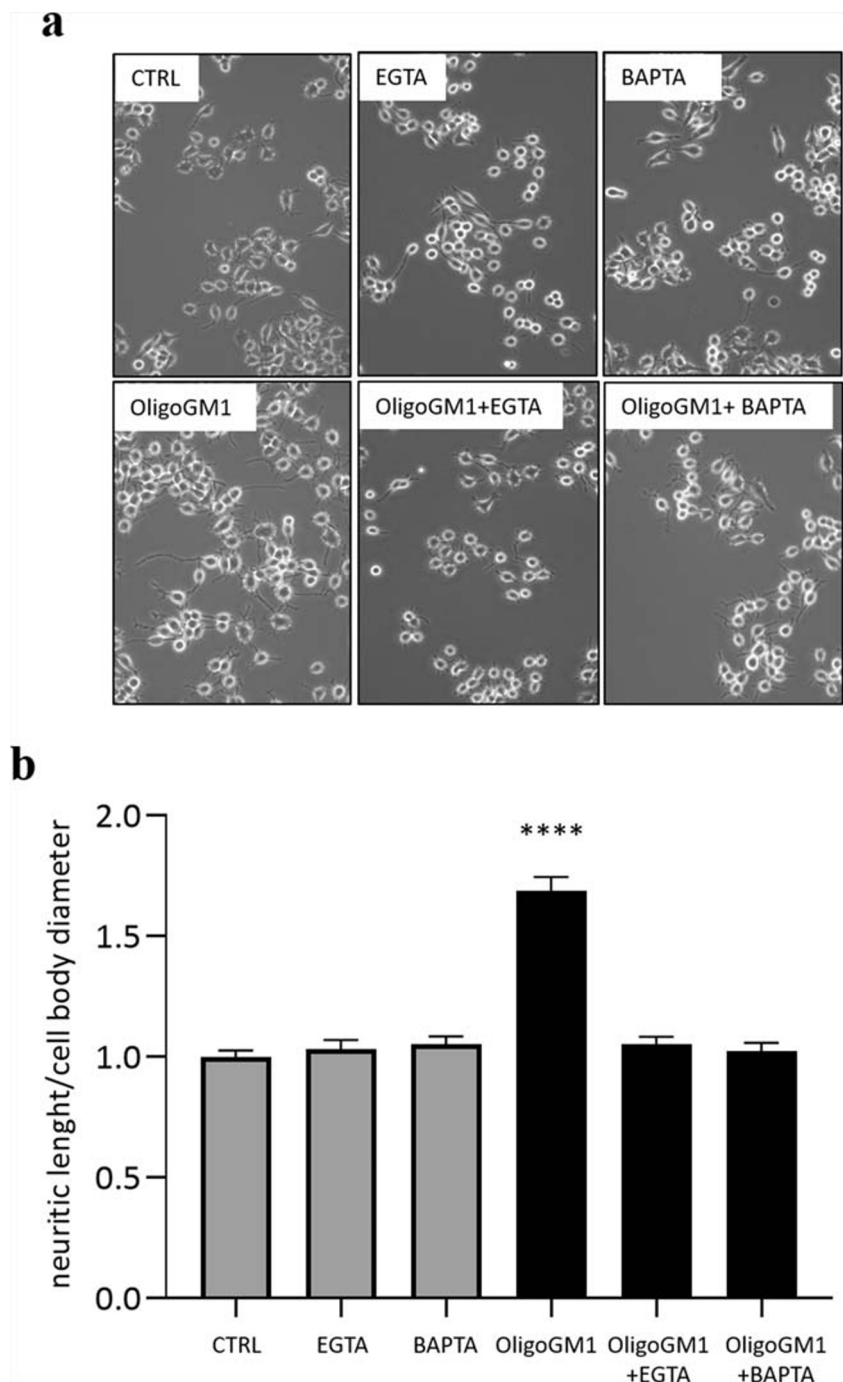 a
CTRL
EGTA
BAPTA
OligoGM1
OligoGM1+EGTA
OligoGM1+ BAPTA
b
neuritic lenght/cell body diameter
2.0
1.5
1.0
0.5
0.0
****
CTRL
EGTA
BAPTA
OligoGM1
OligoGM1
+EGTA
OligoGM1
+BAPTA